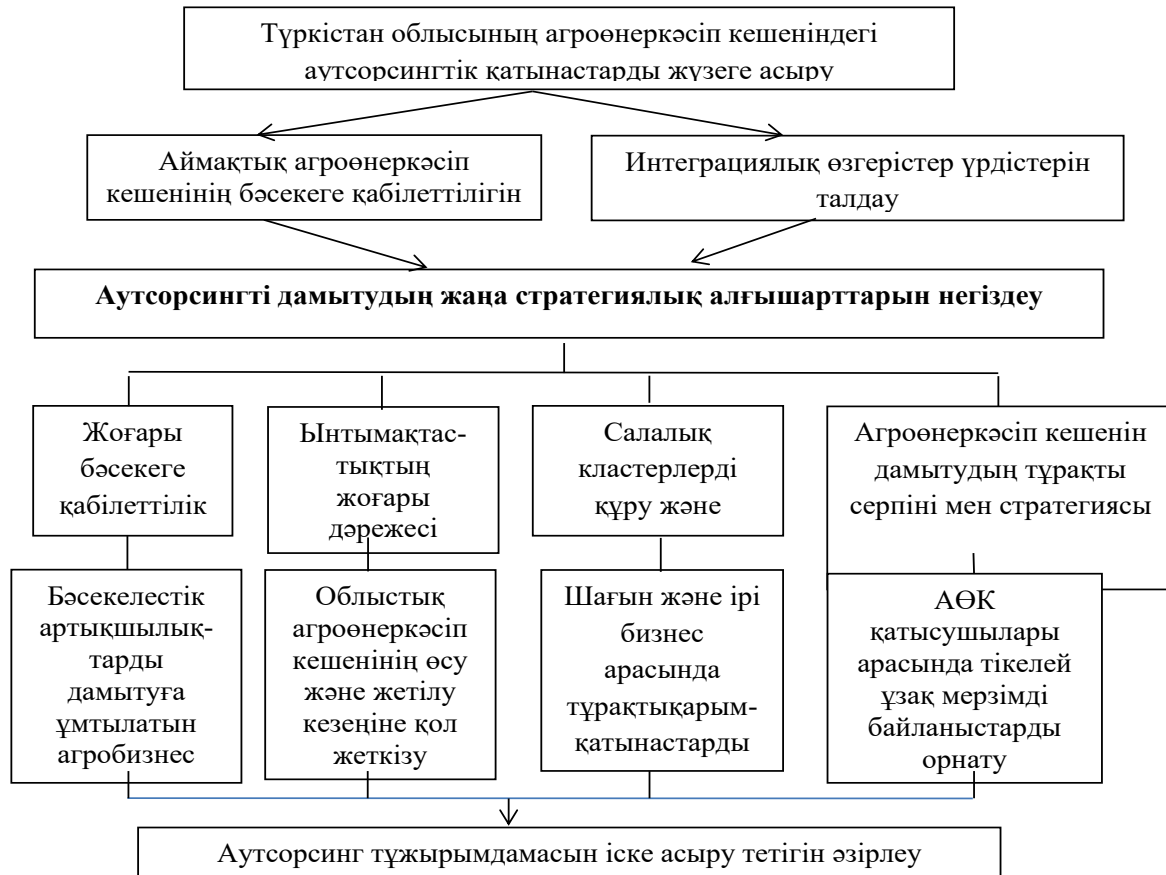 Түркістан облысының агроөнеркәсіп кешеніндегі
аутсорсингтік қатынастарды жүзеге асыру
Аймақтық агроөнеркәсіп
кешенінің бәсекеге қабілеттілігін
Интеграциялық өзгерістер үрдістерін
талдау
Аутсорсингті дамытудың жаңа стратегиялық алғышарттарын негіздеу
Жоғары
бәсекеге
қабілеттілік
Ынтымақтас-
тықтың
жоғары
дәрежесі
Салалық
кластерлерді
құру және
Агроөнеркәсіп кешенін
дамытудың тұрақты
серпіні мен стратегиясы
Бәсекелестік
артықшылық-
тарды
дамытуға
ұмтылатын
агробизнес
Облыстық
агроөнеркәсіп
кешенінің өсу
және жетілу
кезеңіне қол
жеткізу
Шағын және ірі
бизнес
арасында
тұрақтықарым-
қатынастарды
АӨК
қатысушылары
арасында тікелей
ұзақ мерзімді
байланыстарды
орнату
Аутсорсинг тұжырымдамасын іске асыру тетігін әзірлеу